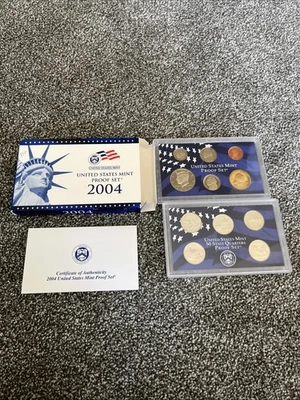 UNITED STATES MINT
PROOF SET®
2004
2004
UNITED STATES MINT
PROOF SET®
UNITED STATES MINT
50 STATE QUARTERS
PROOF SET
Certificate of Authenticity
2004 United States Mint Proof Set®